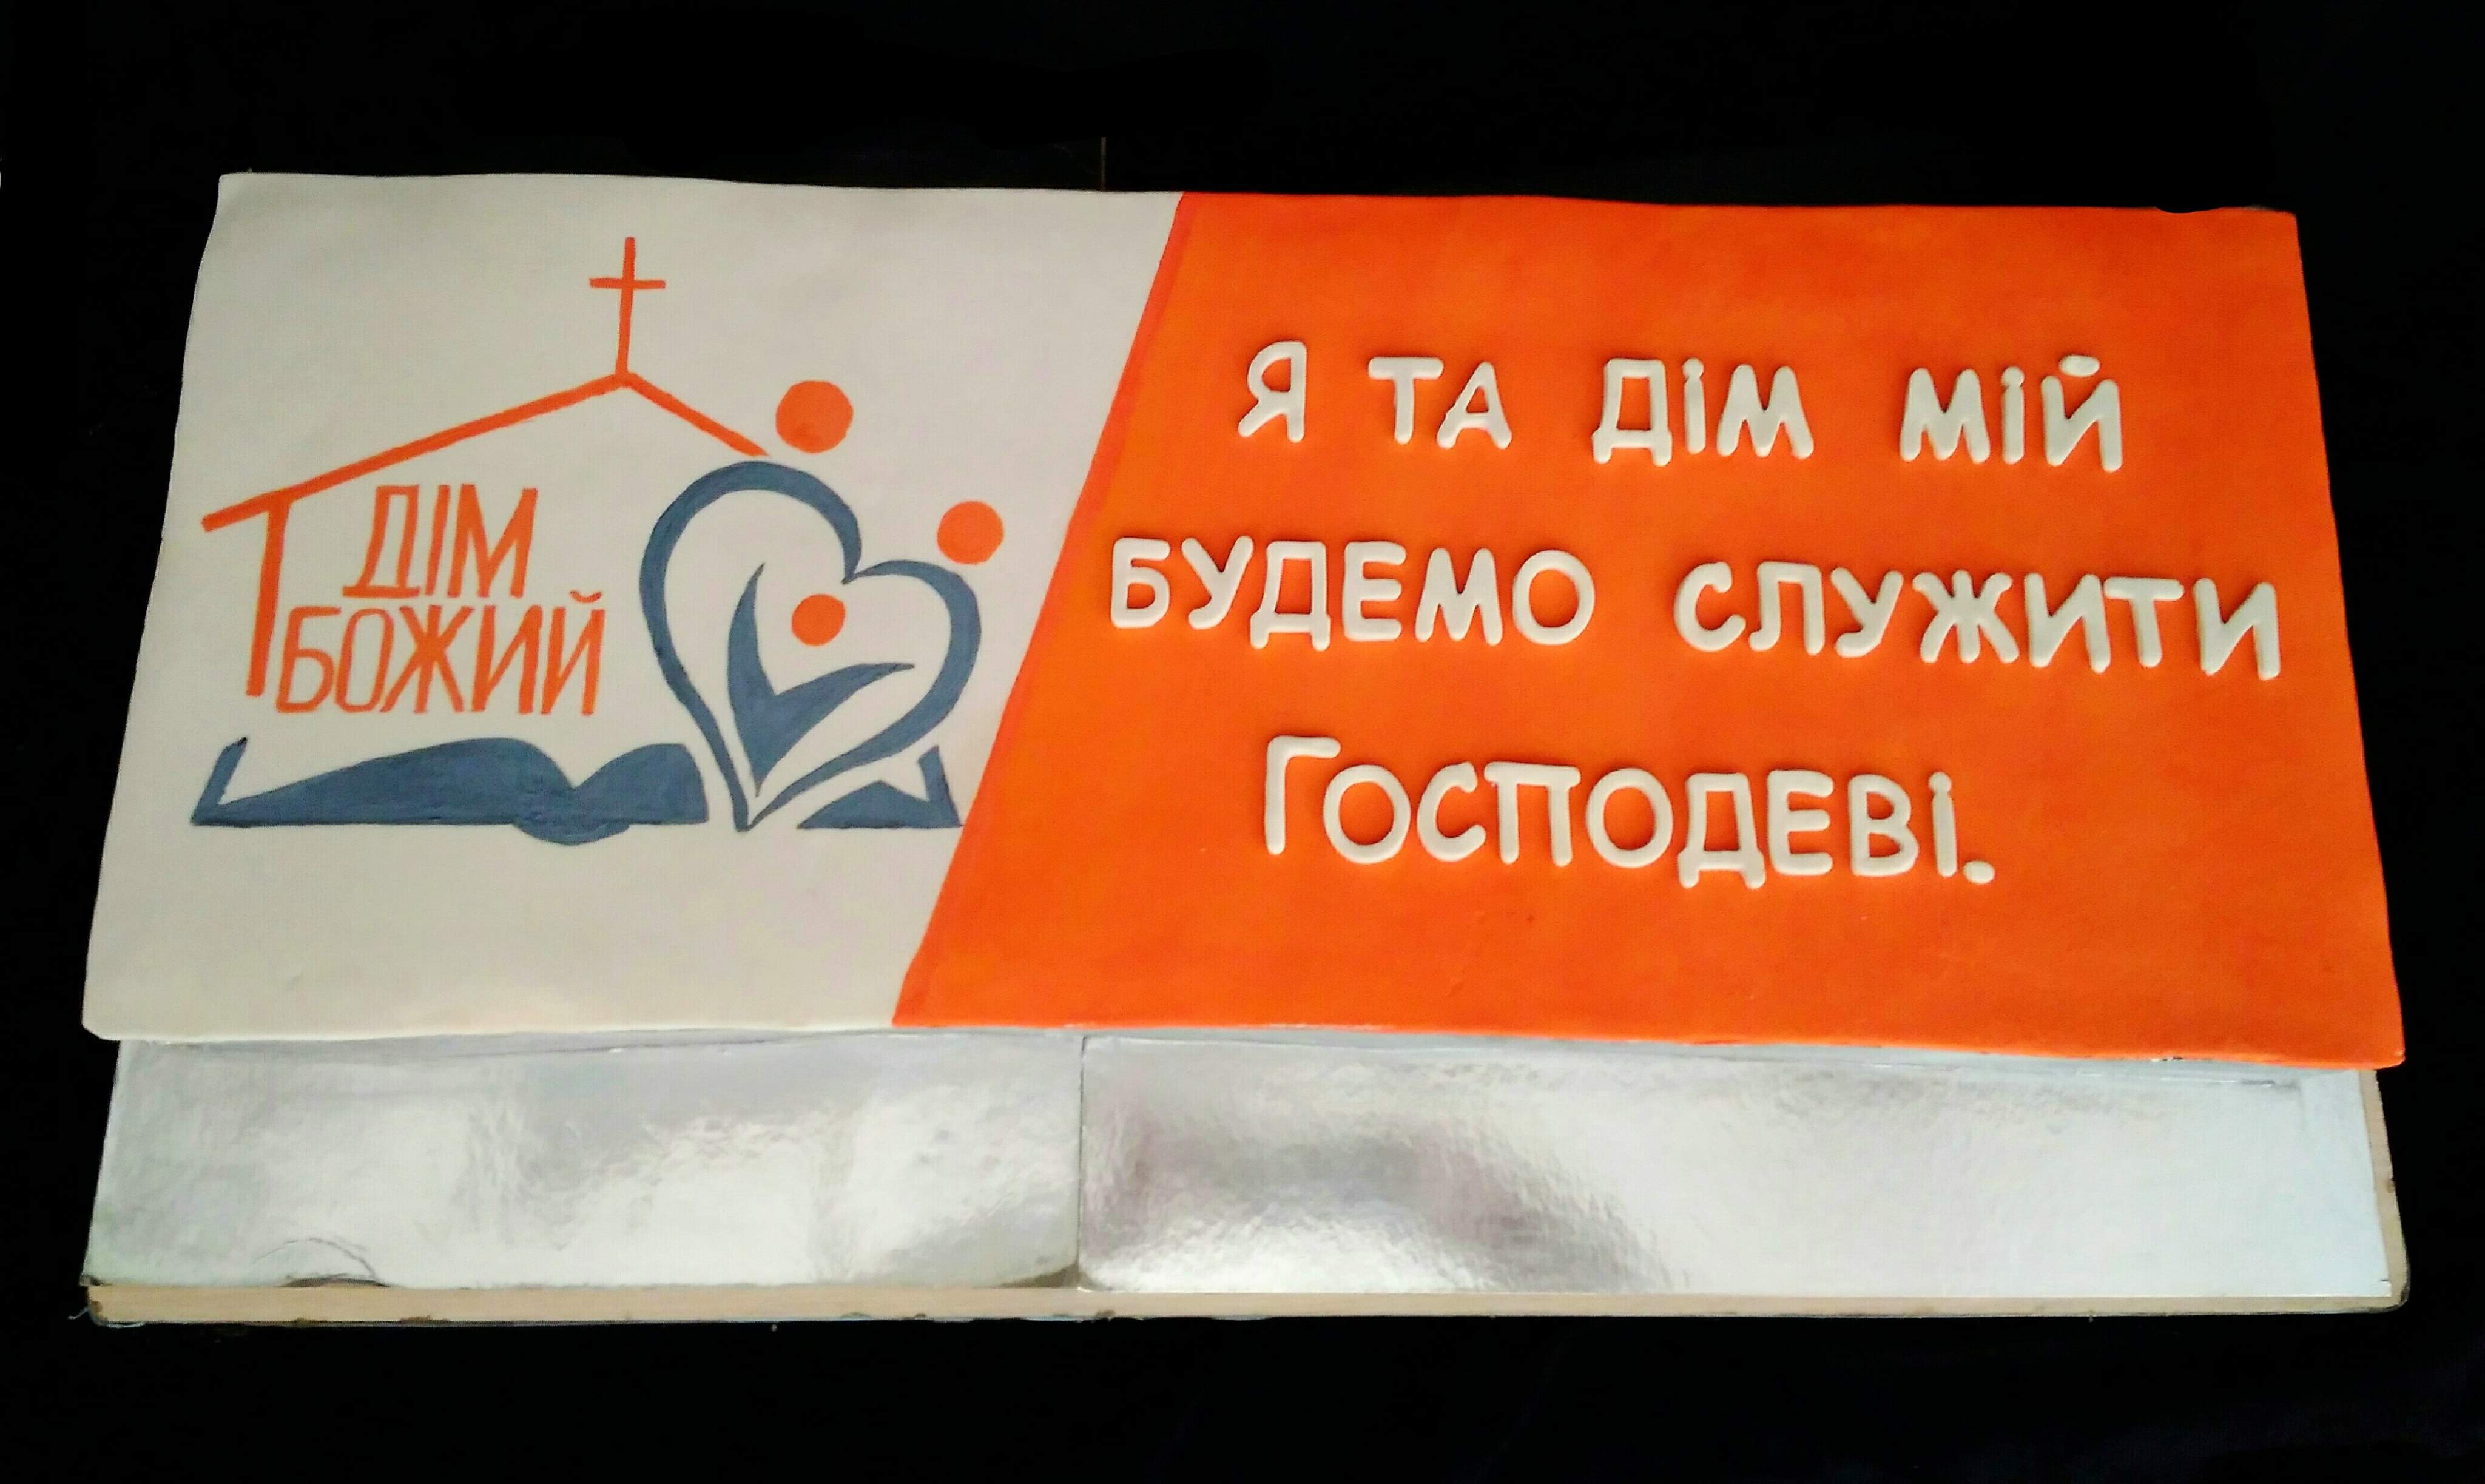 ДІМ
БОЖИЙ
Я ТА ДІМ МІЙ
БУДЕМО СЛУЖИТИ
ГОСПОДЕВІ.